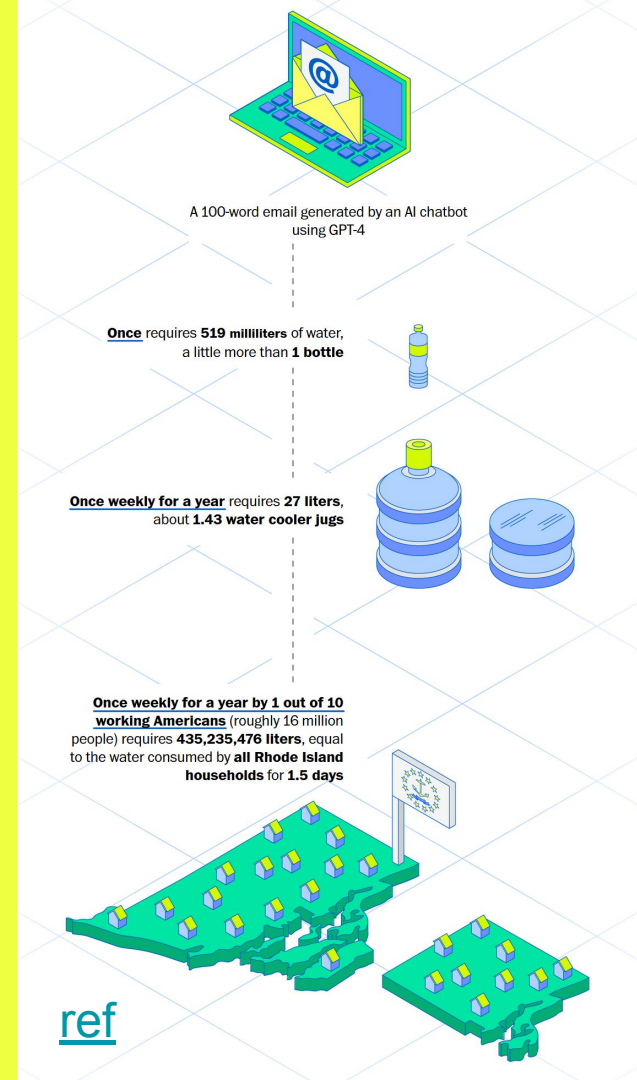 @
A 100-word email generated by an AI chatbot
using GPT-4
Once requires 519 milliliters of water,
a little more than 1 bottle
Once weekly for a year requires 27 liters,
about 1.43 water cooler jugs
Once weekly for a year by 1 out of 10
working Americans (roughly 16 million
people) requires 435,235,476 liters, equal
to the water consumed by all Rhode Island
households for 1.5 days
ref